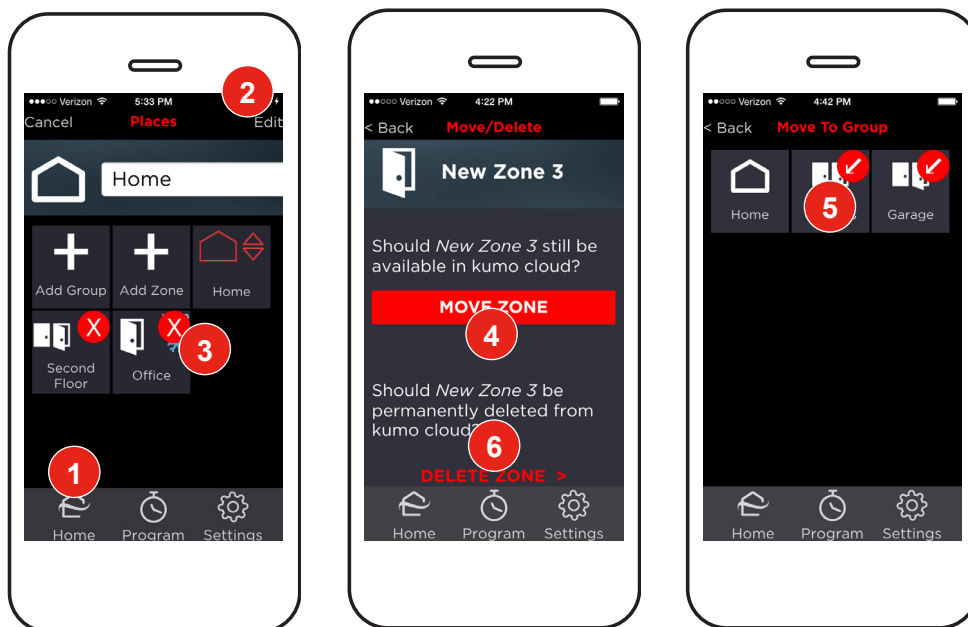 Verizon 5:33 PM
2
Cancel Places Edit
Home
Add Group Add Zone Home
X X
3
Second
Floor
Office
1
Home Program Settings
Verizon 4:22 PM
< Back Move/Delete
New Zone 3
Should New Zone 3 still be
available in kumo cloud?
MOVE ZONE
4
Should New Zone 3 be
permanently deleted from
kumo cloud?
6
DELETE ZONE >
Home Program Settings
Verizon 4:42 PM
< Back Move To Group
5
Home Garage
Home Program Settings